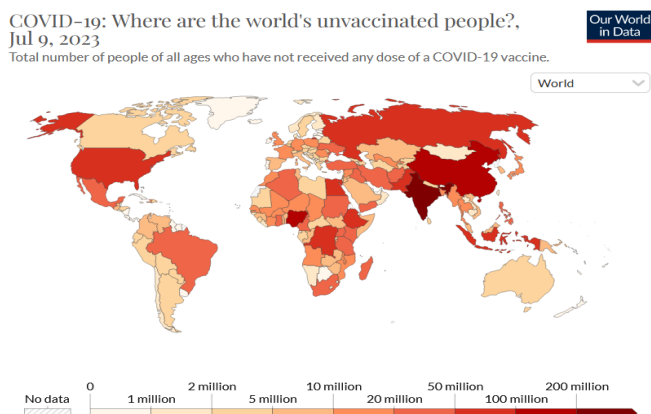 COVID-19: Where are the world's unvaccinated people?,
Jul 9, 2023
Our World
in Data
Total number of people of all ages who have not received any dose of a COVID-19 vaccine.
World
No data
0
2 million
10 million
50 million
200 million
1 million
5 million
20 million
100 million